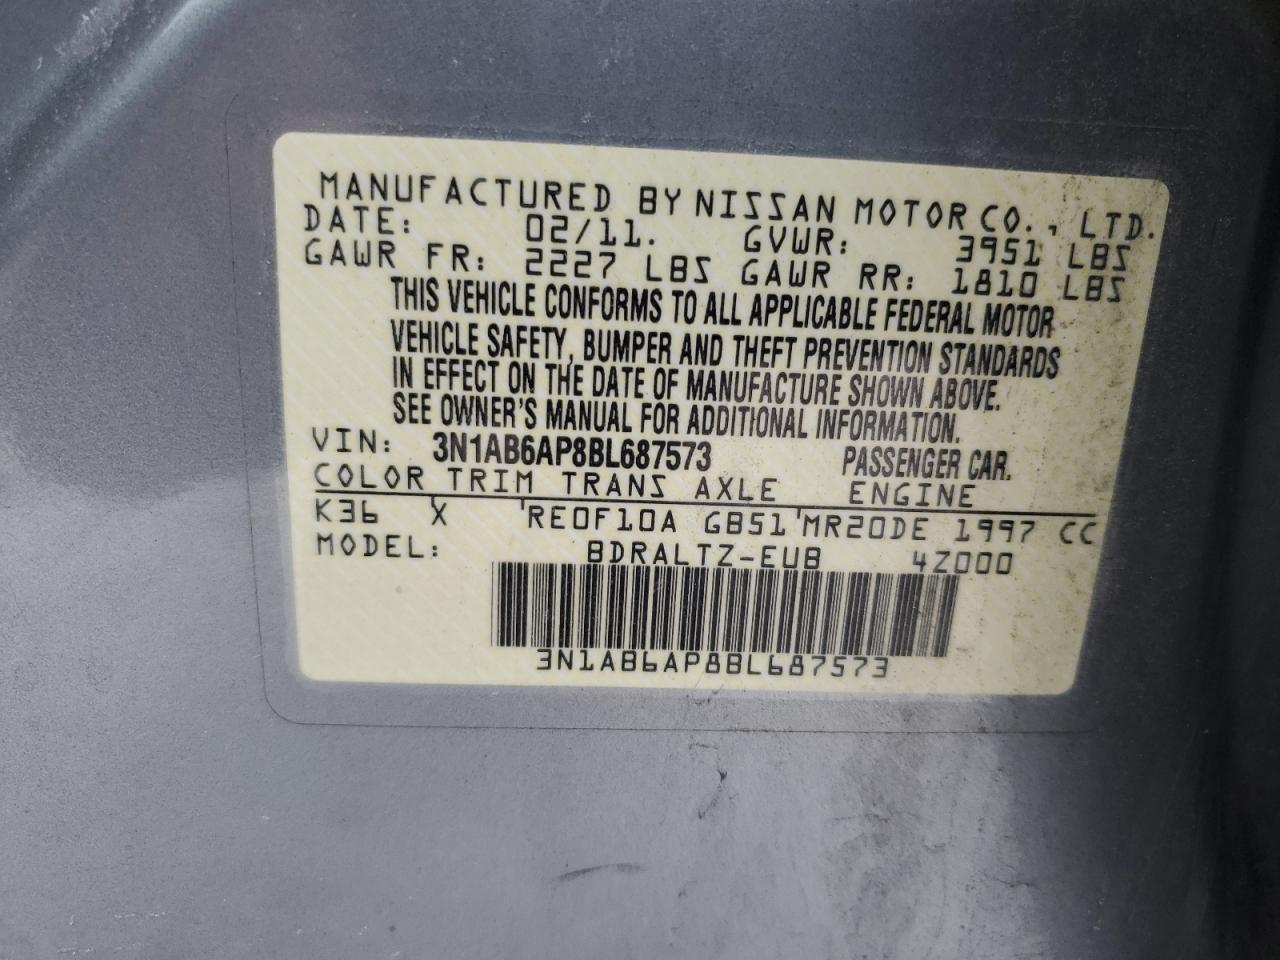 MANUFACTURED BY NISSAN MOTOR CO., LTD.
DATE: 02/11. GVWR: 3951 LBS
GAWR FR: 2227 LBS GAWR RR: 1810 LBS
THIS VEHICLE CONFORMS TO ALL APPLICABLE FEDERAL MOTOR
VEHICLE SAFETY, BUMPER AND THEFT PREVENTION STANDARDS
IN EFFECT ON THE DATE OF MANUFACTURE SHOWN ABOVE.
SEE OWNER'S MANUAL FOR ADDITIONAL INFORMATION.
VIN: 3N1AB6AP8BL687573 PASSENGER CAR.
COLOR TRIM TRANS AXLE ENGINE
K36 X RE0F10A GB51 MR20DE 1997 CC
MODEL: BDRALTZ-EUB 4Z000
3N1AB6AP8BL687573